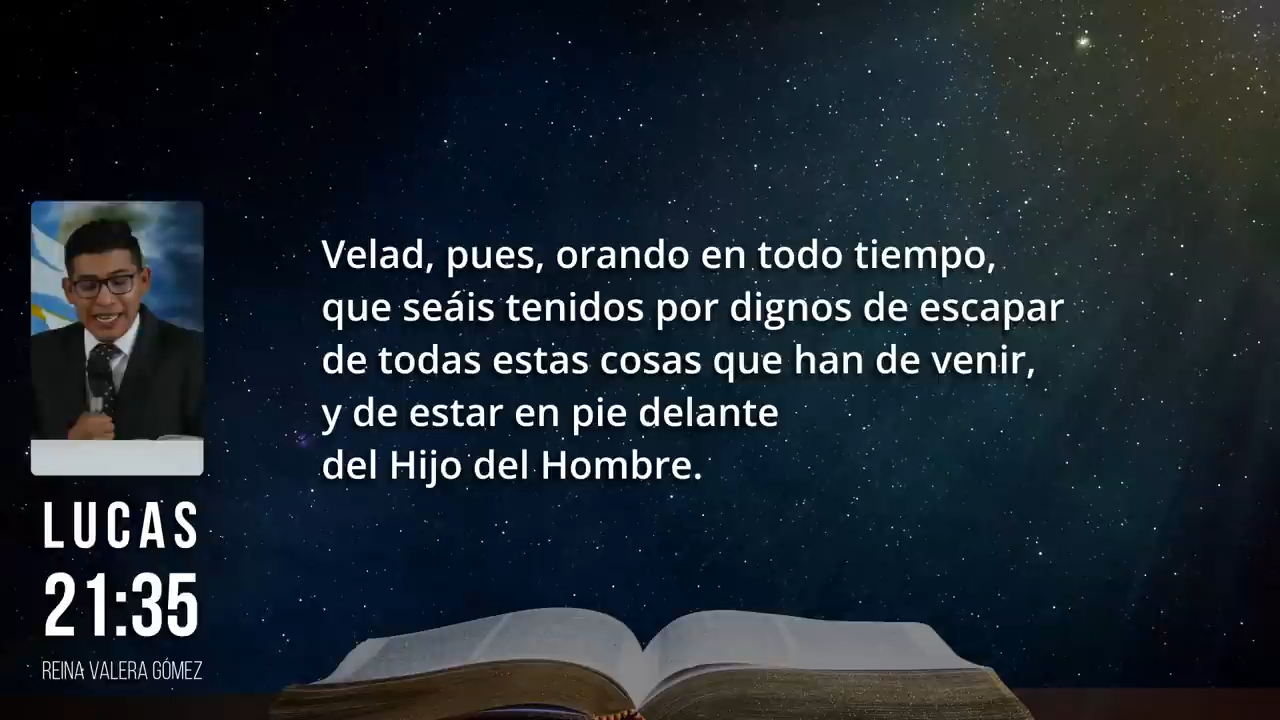 Velad, pues, orando en todo tiempo,
que seáis tenidos por dignos de escapar
de todas estas cosas que han de venir,
y de estar en pie delante
del Hijo del Hombre.
LUCAS
21:35
REINA VALERA GÓMEZ